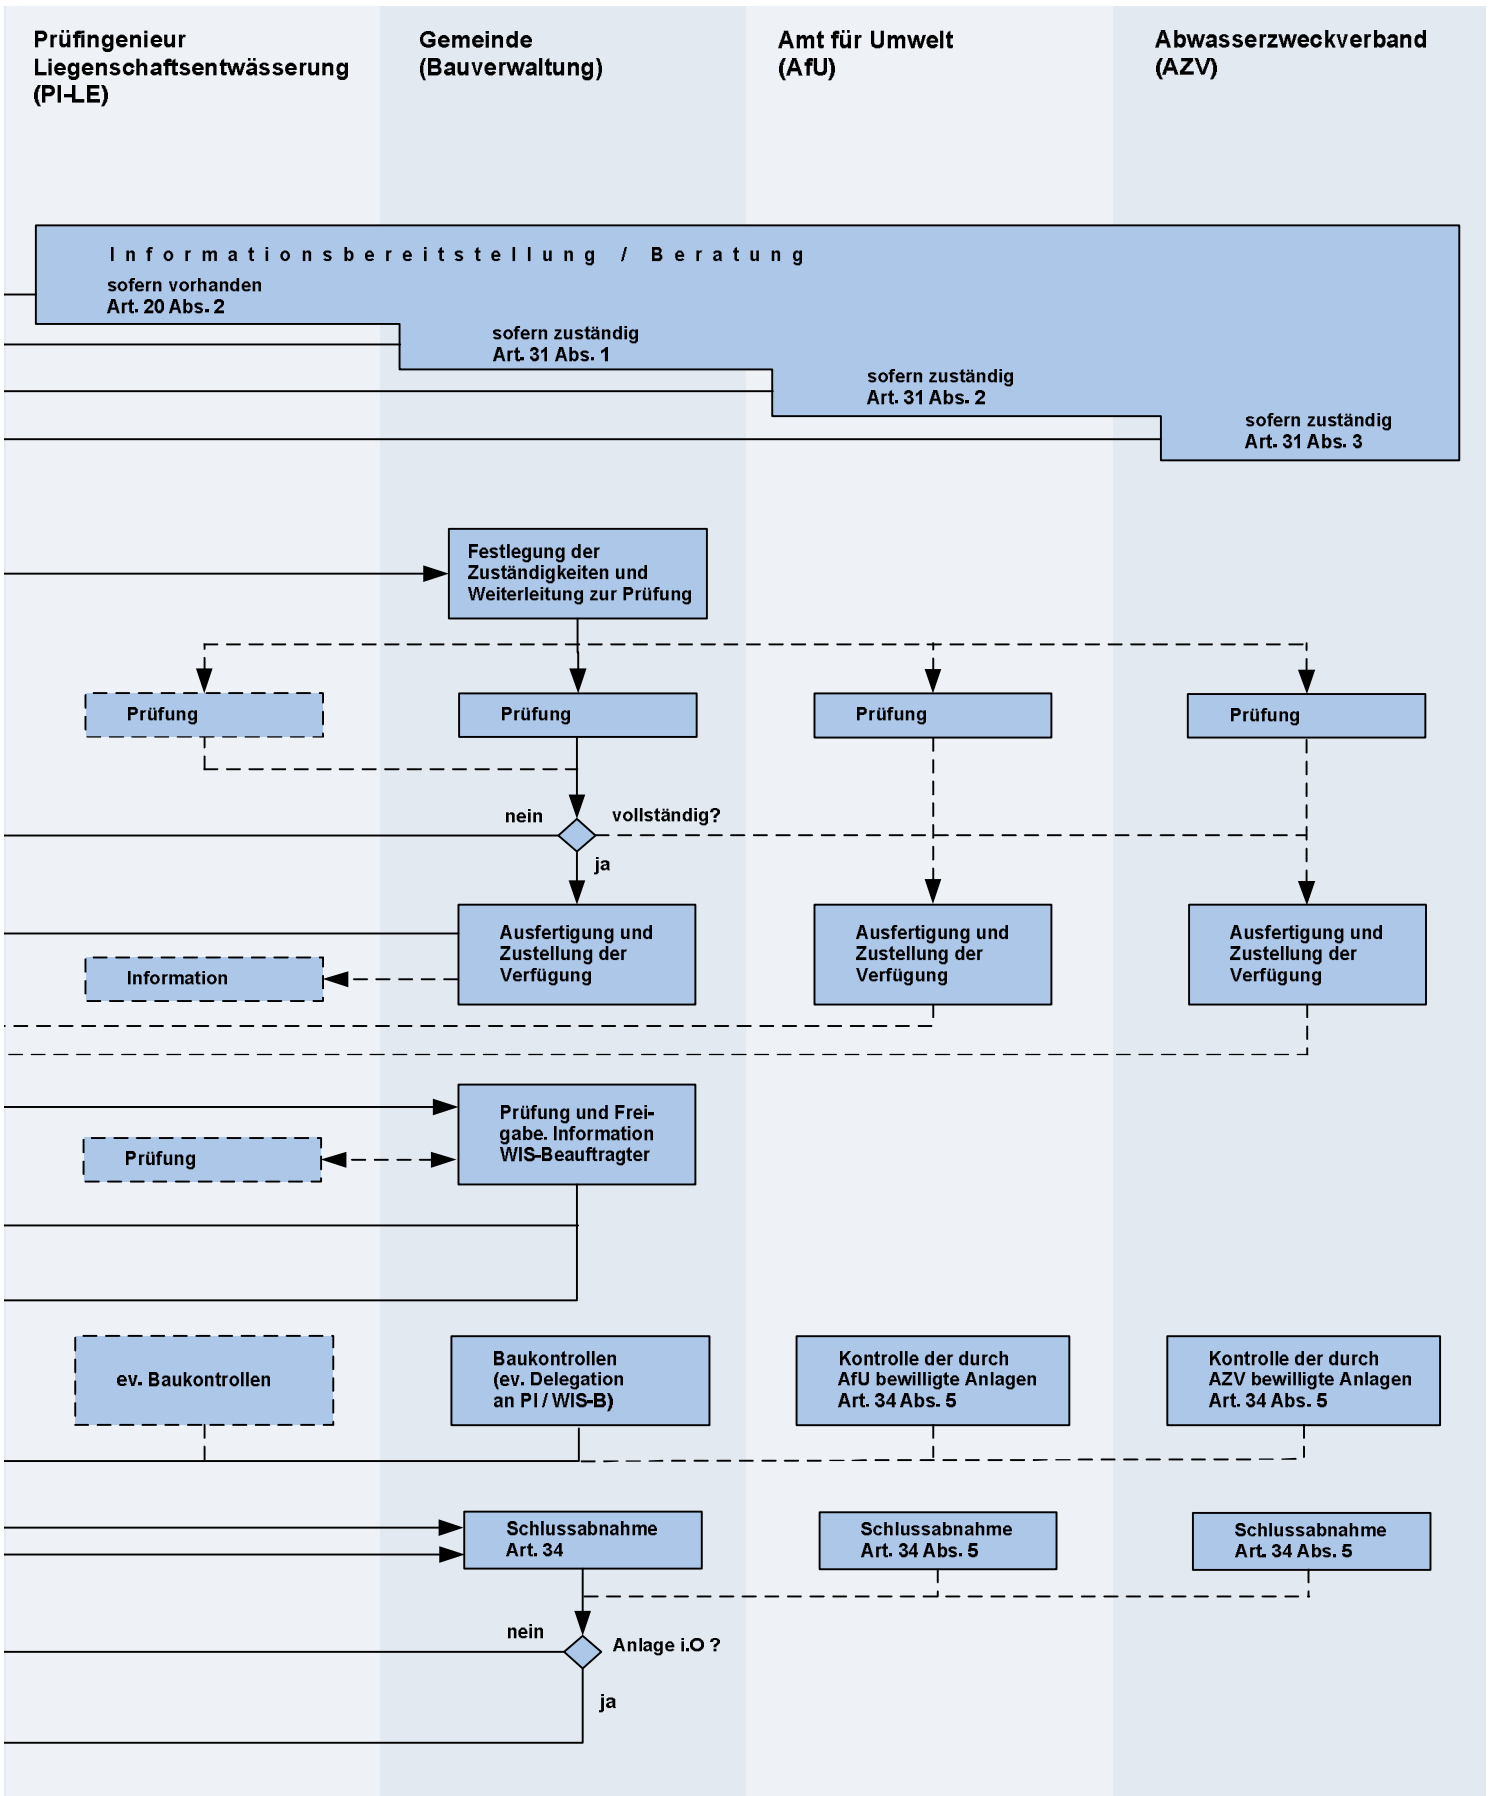 Prüfingenieur
Liegenschaftsentwässerung
(PI-LE)
Gemeinde
(Bauverwaltung)
Amt für Umwelt
(AfU)
Abwasserzweckverband
(AZV)
Informationsbereitstellung / Beratung
sofern vorhanden
Art. 20 Abs. 2
sofern zuständig
Art. 31 Abs. 1
sofern zuständig
Art. 31 Abs. 2
sofern zuständig
Art. 31 Abs. 3
Festlegung der
Zuständigkeiten und
Weiterleitung zur Prüfung
Prüfung
Prüfung
Prüfung
Prüfung
nein
vollständig?
ja
Ausfertigung und
Zustellung der
Verfügung
Ausfertigung und
Zustellung der
Verfügung
Ausfertigung und
Zustellung der
Verfügung
Information
Prüfung und Frei-
gabe. Information
WIS-Beauftragter
Prüfung
ev. Baukontrollen
Baukontrollen
(ev. Delegation
an PI / WIS-B)
Kontrolle der durch
AfU bewilligte Anlagen
Art. 34 Abs. 5
Kontrolle der durch
AZV bewilligte Anlagen
Art. 34 Abs. 5
Schlussabnahme
Art. 34
Schlussabnahme
Art. 34 Abs. 5
Schlussabnahme
Art. 34 Abs. 5
nein
Anlage i.O ?
ja